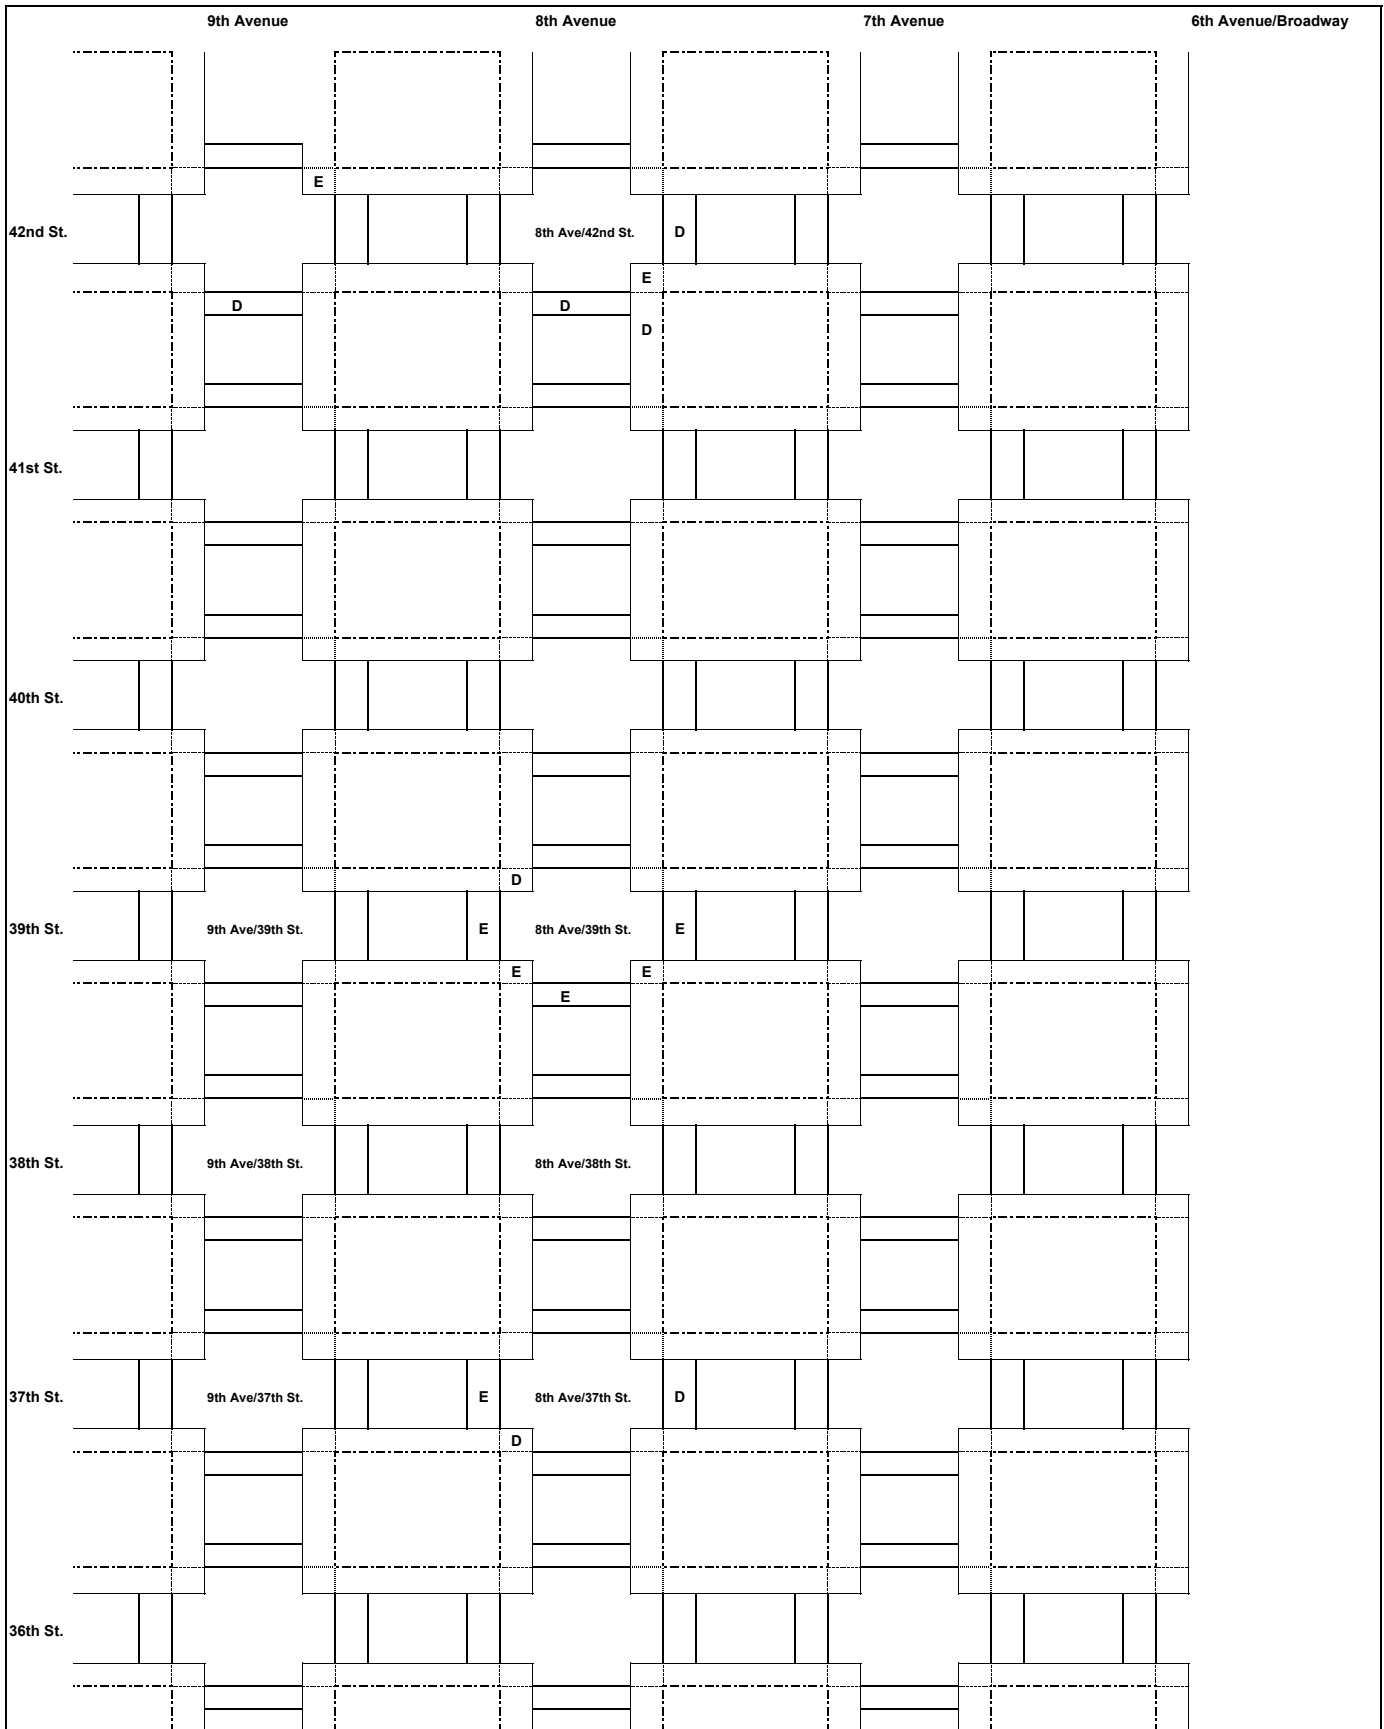 9th Avenue 8th Avenue 7th Avenue 6th Avenue/Broadway
E
42nd St. 8th Ave/42nd St. D
E
D D
D
41st St.
40th St.
D
39th St. 9th Ave/39th St. E 8th Ave/39th St. E
E E
E
38th St. 9th Ave/38th St. 8th Ave/38th St.
37th St. 9th Ave/37th St. E 8th Ave/37th St. D
D
36th St.